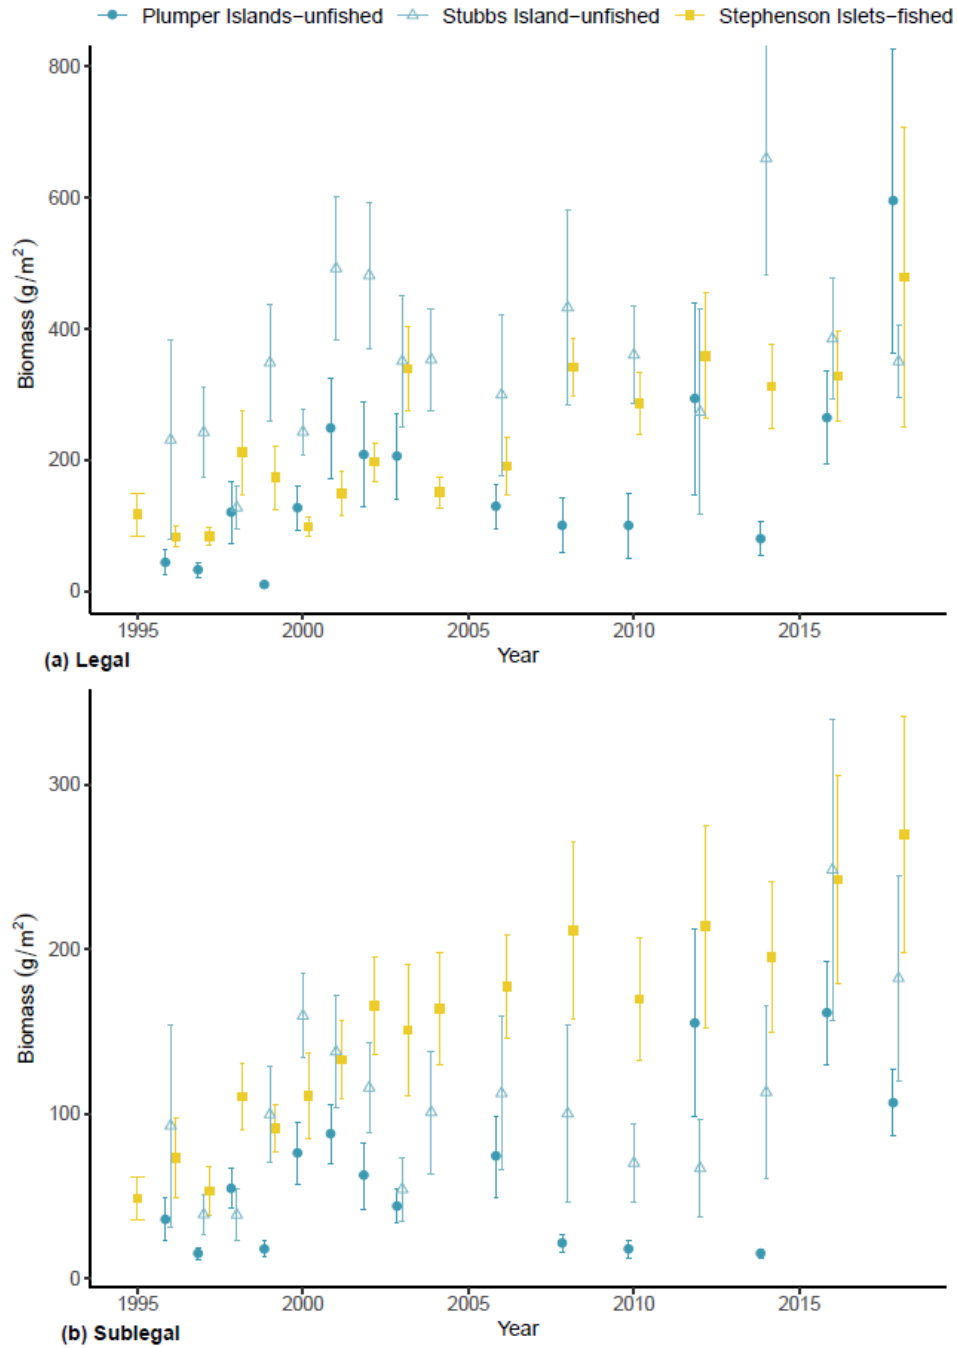 Plumper Islands−unfished Stubbs Island−unfished Stephenson Islets−fished
800
600
400
200
0
Biomass (g/m²)
1995 2000 2005 2010 2015
Year
(a) Legal
300
200
100
0
Biomass (g/m²)
1995 2000 2005 2010 2015
Year
(b) Sublegal